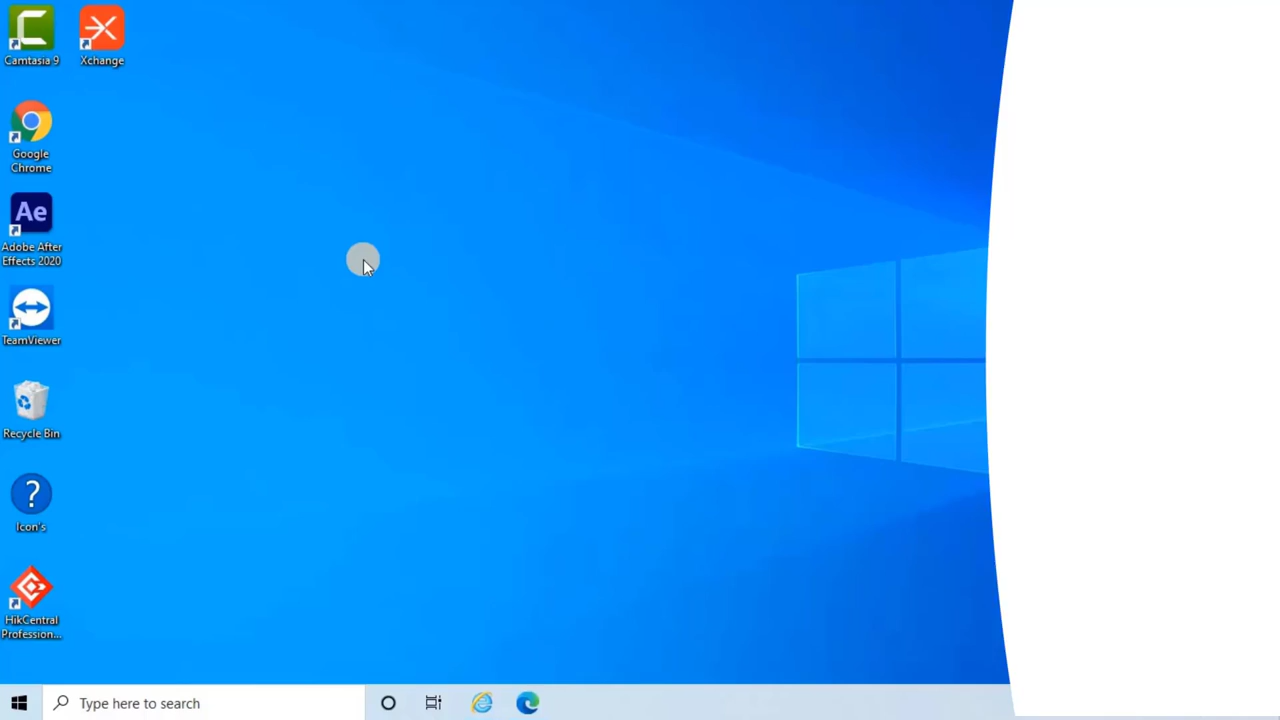 Camtasia 9
Xchange
Google
Chrome
Ae
Adobe After
Effects 2020
TeamViewer
Recycle Bin
?
Icon's
HikCentral
Profession...
Type here to search